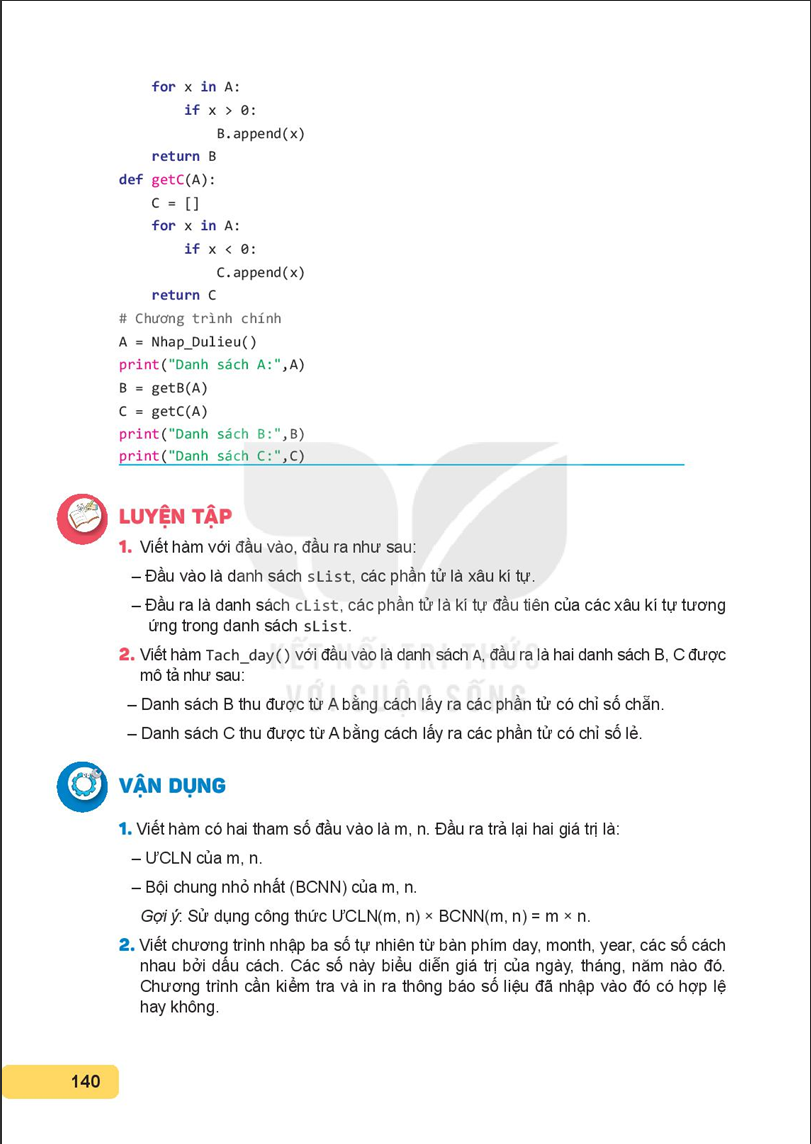 for x in A:
if x > 0:
B.append(x)
return B
def getC(A):
C = []
for x in A:
if x < 0:
C.append(x)
return C
# Chương trình chính
A = Nhap_Dulieu()
print("Danh sách A:",A)
B = getB(A)
C = getC(A)
print("Danh sách B:",B)
print("Danh sách C:",C)
LUYỆN TẬP
1. Viết hàm với đầu vào, đầu ra như sau:
– Đầu vào là danh sách sList, các phần tử là xâu kí tự.
– Đầu ra là danh sách cList, các phần tử là kí tự đầu tiên của các xâu kí tự tương
ứng trong danh sách sList.
KẾT NỐI TRI THỨC
2. Viết hàm Tach_day() với đầu vào là danh sách A, đầu ra là hai danh sách B, C được
mô tả như sau:
VỚI CUỘC SỐNG
– Danh sách B thu được từ A bằng cách lấy ra các phần tử có chỉ số chẵn.
– Danh sách C thu được từ A bằng cách lấy ra các phần tử có chỉ số lẻ.
VẬN DỤNG
1. Viết hàm có hai tham số đầu vào là m, n. Đầu ra trả lại hai giá trị là:
– ƯCLN của m, n.
– Bội chung nhỏ nhất (BCNN) của m, n.
Gợi ý: Sử dụng công thức ƯCLN(m, n) × BCNN(m, n) = m × n.
2. Viết chương trình nhập ba số tự nhiên từ bàn phím day, month, year, các số cách
nhau bởi dấu cách. Các số này biểu diễn giá trị của ngày, tháng, năm nào đó.
Chương trình cần kiểm tra và in ra thông báo số liệu đã nhập vào đó có hợp lệ
hay không.
140